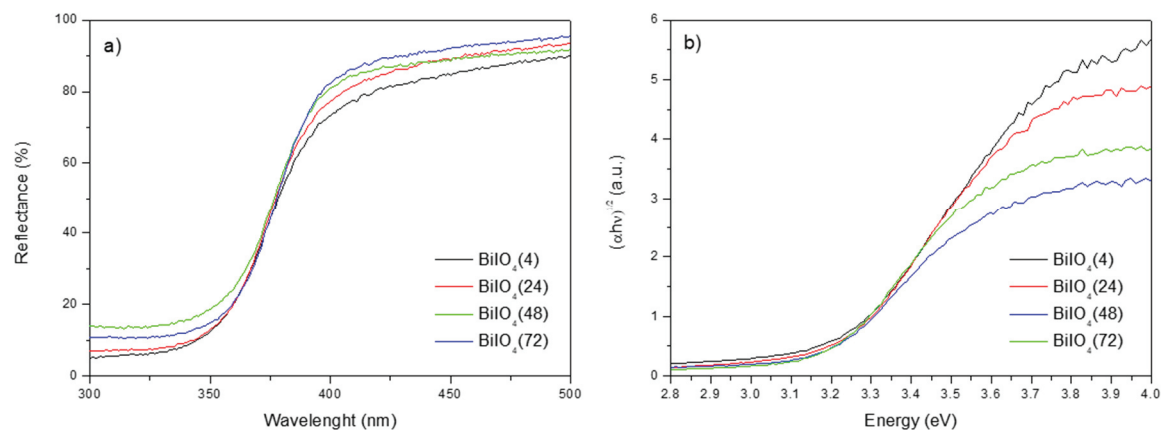 a)
Reflectance (%)
100
80
60
40
20
0
300
350
400
450
500
Wavelenght (nm)
BiIO₄(4)
BiIO₄(24)
BiIO₄(48)
BiIO₄(72)
b)
(αhν)¹/² (a.u.)
6
5
4
3
2
1
0
2.8 2.9 3.0 3.1 3.2 3.3 3.4 3.5 3.6 3.7 3.8 3.9 4.0
Energy (eV)
BiIO₄(4)
BiIO₄(24)
BiIO₄(48)
BiIO₄(72)